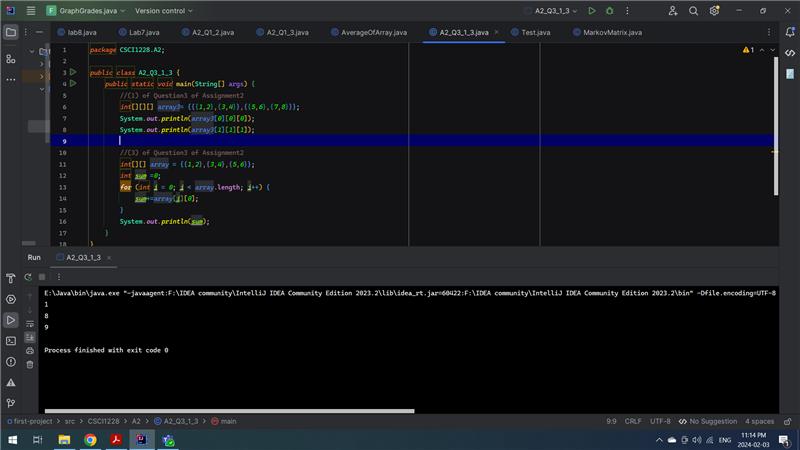 GraphGrades.java Version control A2_Q_3_1_3
lab8.java Lab7.java A2_Q1_2.java A2_Q1_3.java AverageOfArray.java A2_Q3_1_3.java Test.java MarkovMatrix.java
1 package CSCI1228.A2;
2
3 public class A2_Q3_1_3 {
4 public static void main(String[] args) {
5 //(1) of Question3 of Assignment2
6 int[][][] array3= {{{1,2},{3,4}},{{5,6},{7,8}}};
7 System.out.println(array3[0][0][0]);
8 System.out.println(array3[1][1][1]);
9
10 //(3) of Question3 of Assignment2
11 int[][] array = {{1,2},{3,4},{5,6}};
12 int sum =0;
13 for (int i = 0; i < array.length; i++) {
14 sum+=array[i][0];
15 }
16 System.out.println(sum);
17 }
18 }
1
Run A2_Q3_1_3
E:\Java\bin\java.exe "-javaagent:F:\IDEA community\IntelliJ IDEA Community Edition 2023.2\lib\idea_rt.jar=60422:F:\IDEA community\IntelliJ IDEA Community Edition 2023.2\bin" -Dfile.encoding=UTF-8
1
8
9
Process finished with exit code 0
first-project > src > CSCI1228 > A2 > A2_Q3_1_3 > main 9:9 CRLF UTF-8 No Suggestion 4 spaces
ENG 11:14 PM
2024-02-03